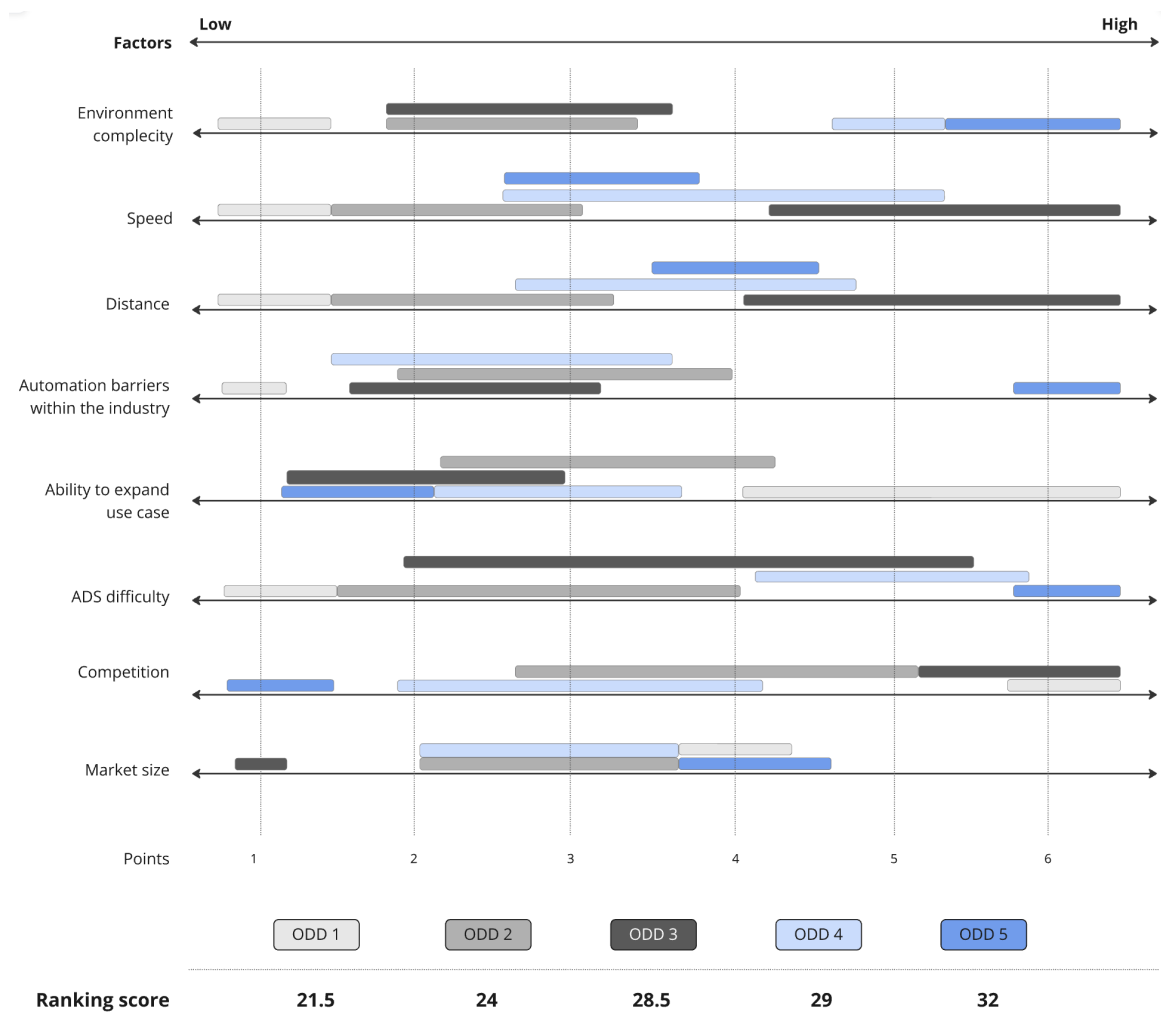 Low High
Factors
Environment
complecity
Speed
Distance
Automation barriers
within the industry
Ability to expand
use case
ADS difficulty
Competition
Market size
Points 1 2 3 4 5 6
ODD 1 ODD 2 ODD 3 ODD 4 ODD 5
Ranking score 21.5 24 28.5 29 32